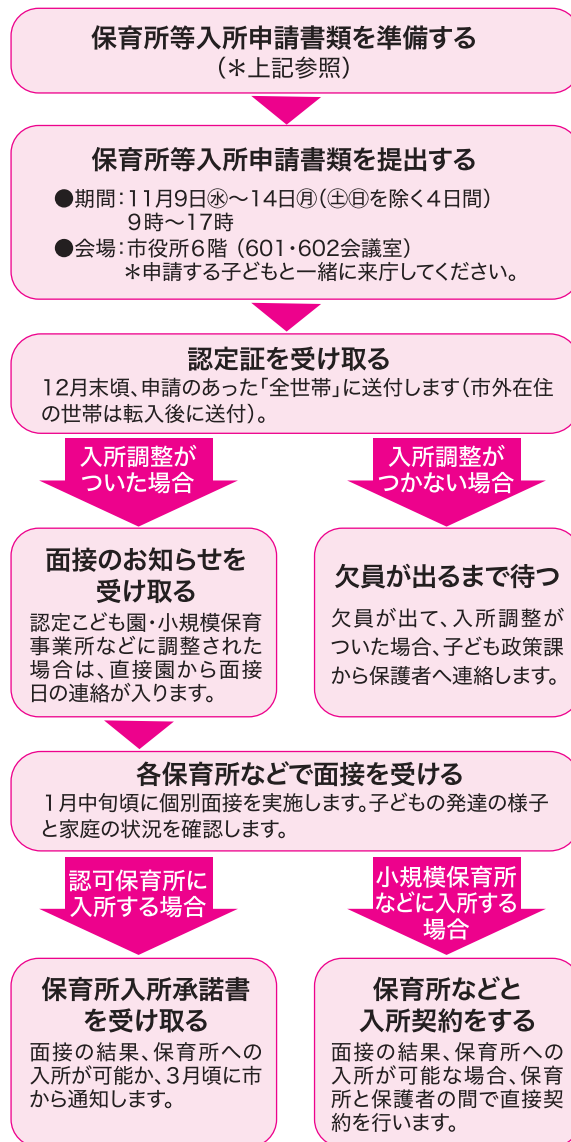 保育所等入所申請書類を準備する
（＊上記参照）
保育所等入所申請書類を提出する
●期間：11月9日㊌～14日㊊（㊏㊐を除く4日間）
9時～17時
●会場：市役所6階（601・602会議室）
＊申請する子どもと一緒に来庁してください。
認定証を受け取る
12月末頃、申請のあった「全世帯」に送付します（市外在住
の世帯は転入後に送付）。
入所調整が
ついた場合
入所調整が
つかない場合
面接のお知らせを
受け取る
認定こども園・小規模保育
事業所などに調整された
場合は、直接園から面接
日の連絡が入ります。
欠員が出るまで待つ
欠員が出て、入所調整が
ついた場合、子ども政策課
から保護者へ連絡します。
各保育所などで面接を受ける
1月中旬頃に個別面接を実施します。子どもの発達の様子
と家庭の状況を確認します。
認可保育所に
入所する場合
小規模保育所
などに入所する
場合
保育所入所承諾書
を受け取る
面接の結果、保育所への
入所が可能か、3月頃に市
から通知します。
保育所などと
入所契約をする
面接の結果、保育所への
入所が可能な場合、保育
所と保護者の間で直接契
約を行います。